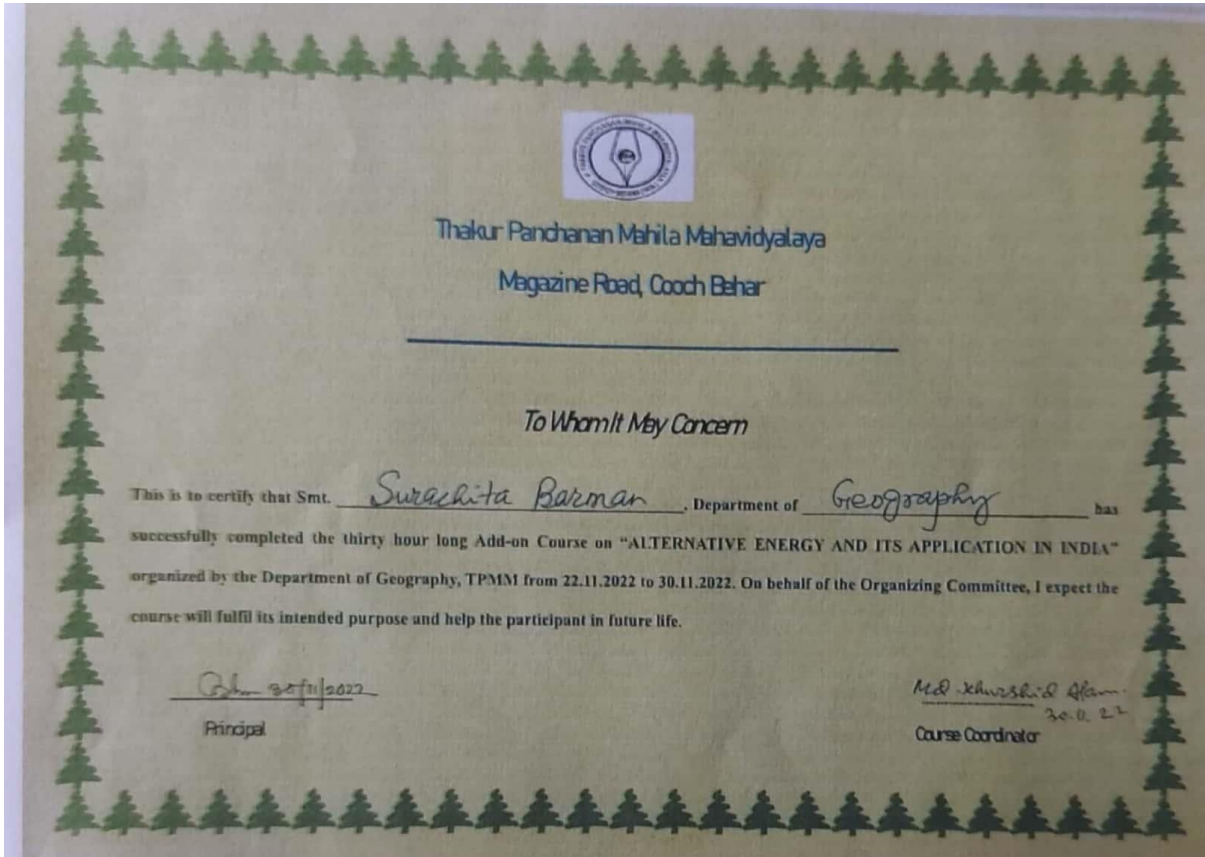 Thakur Panchanan Mahila Mahavidyalaya
Magazine Road, Cooch Behar
To Whom It May Concern
This is to certify that Smt. Surachita Barman, Department of Geography has
successfully completed the thirty hour long Add-on Course on “ALTERNATIVE ENERGY AND ITS APPLICATION IN INDIA”
organized by the Department of Geography, TPMM from 22.11.2022 to 30.11.2022. On behalf of the Organizing Committee, I expect the
course will fulfil its intended purpose and help the participant in future life.
30/11/2022
Principal
Md Khurshid Alam.
30.11.22
Course Coordinator